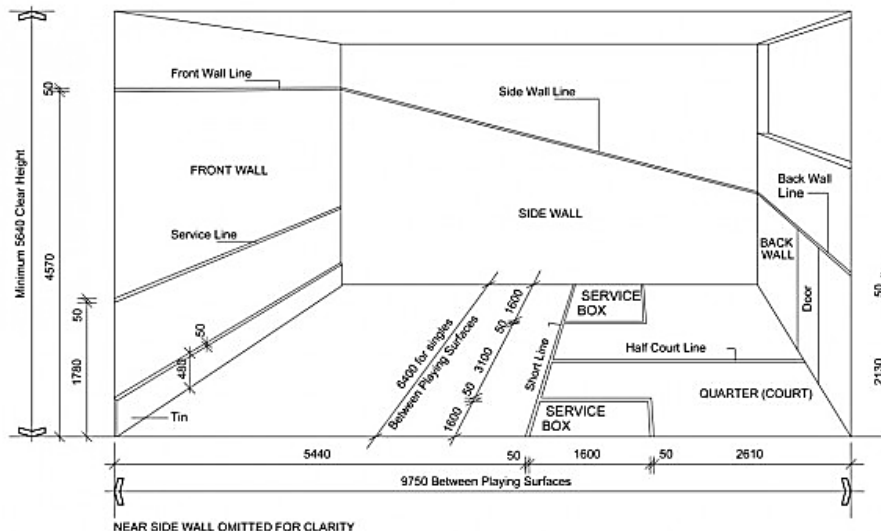 Minimum 5640 Clear Height
50
4570
50
1780
Front Wall Line
FRONT WALL
Service Line
50
480
Tin
Side Wall Line
SIDE WALL
Back Wall
Line
BACK
WALL
Door
50
2130
6400 for singles
Between Playing Surfaces
1600
50
3100
50
1600
Short Line
SERVICE
BOX
Half Court Line
QUARTER (COURT)
SERVICE
BOX
5440
50
1600
50
2610
9750 Between Playing Surfaces
NEAR SIDE WALL OMITTED FOR CLARITY